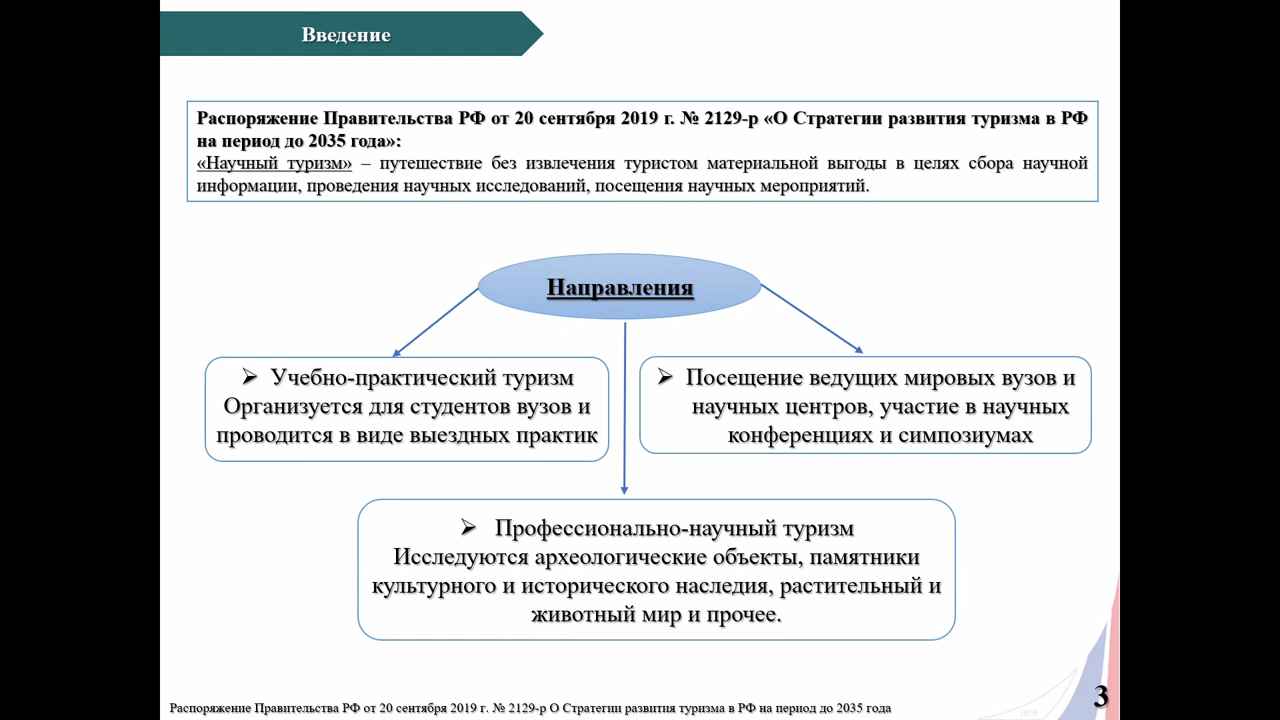 Введение
Распоряжение Правительства РФ от 20 сентября 2019 г. № 2129-р «О Стратегии развития туризма в РФ
на период до 2035 года»:
«Научный туризм» – путешествие без извлечения туристом материальной выгоды в целях сбора научной
информации, проведения научных исследований, посещения научных мероприятий.
Направления
➢ Учебно-практический туризм
Организуется для студентов вузов и
проводится в виде выездных практик
➢ Посещение ведущих мировых вузов и
научных центров, участие в научных
конференциях и симпозиумах
➢ Профессионально-научный туризм
Исследуются археологические объекты, памятники
культурного и исторического наследия, растительный и
животный мир и прочее.
Распоряжение Правительства РФ от 20 сентября 2019 г. № 2129-р О Стратегии развития туризма в РФ на период до 2035 года
1819
3